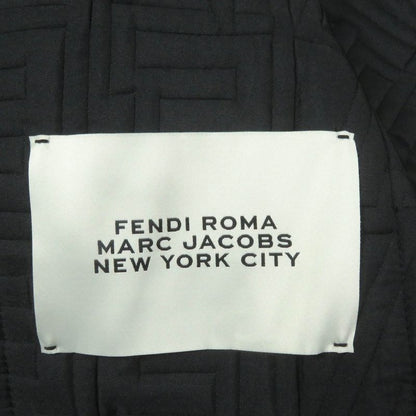 FENDI ROMA
MARC JACOBS
NEW YORK CITY